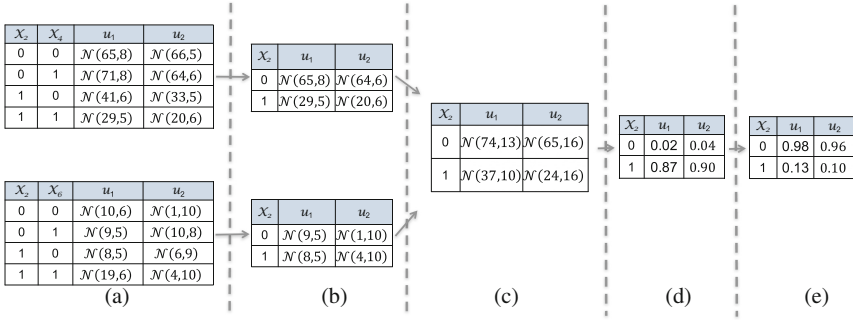 X₂ X₄ u₁ u₂
0 0 𝒩(65,8) 𝒩(66,5)
0 1 𝒩(71,8) 𝒩(64,6)
1 0 𝒩(41,6) 𝒩(33,5)
1 1 𝒩(29,5) 𝒩(20,6)
X₂ X₆ u₁ u₂
0 0 𝒩(10,6) 𝒩(1,10)
0 1 𝒩(9,5) 𝒩(10,8)
1 0 𝒩(8,5) 𝒩(6,9)
1 1 𝒩(19,6) 𝒩(4,10)
(a)
X₂ u₁ u₂
0 𝒩(65,8) 𝒩(64,6)
1 𝒩(29,5) 𝒩(20,6)
X₂ u₁ u₂
0 𝒩(9,5) 𝒩(1,10)
1 𝒩(8,5) 𝒩(4,10)
(b)
X₂ u₁ u₂
0 𝒩(74,13) 𝒩(65,16)
1 𝒩(37,10) 𝒩(24,16)
(c)
X₂ u₁ u₂
0 0.02 0.04
1 0.87 0.90
(d)
X₂ u₁ u₂
0 0.98 0.96
1 0.13 0.10
(e)